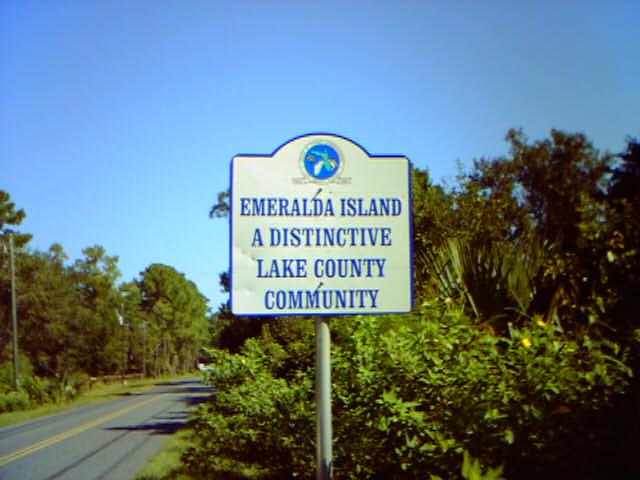 EMERALDA ISLAND
A DISTINCTIVE
LAKE COUNTY
COMMUNITY